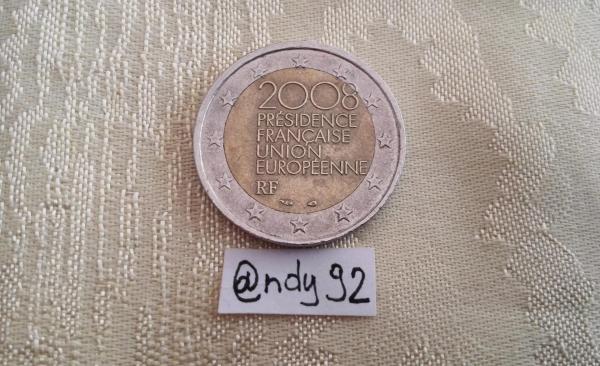 2008
PRÉSIDENCE
FRANÇAISE
UNION
EUROPÉENNE
RF
@ndy92